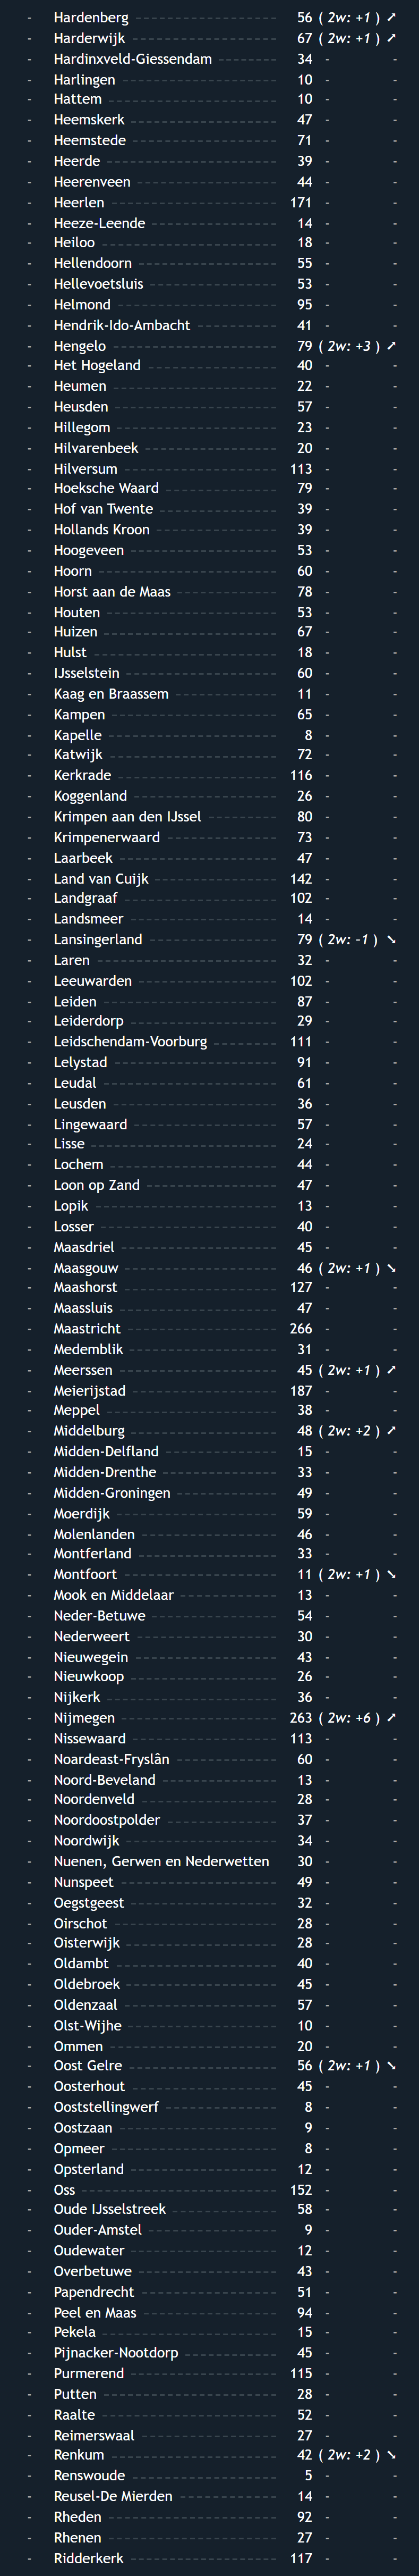 - Hardenberg 56 ( 2w: +1 ) ➚
- Harderwijk 67 ( 2w: +1 ) ➚
- Hardinxveld-Giessendam 34 - -
- Harlingen 10 - -
- Hattem 10 - -
- Heemskerk 47 - -
- Heemstede 71 - -
- Heerde 39 - -
- Heerenveen 44 - -
- Heerlen 171 - -
- Heeze-Leende 14 - -
- Heiloo 18 - -
- Hellendoorn 55 - -
- Hellevoetsluis 53 - -
- Helmond 95 - -
- Hendrik-Ido-Ambacht 41 - -
- Hengelo 79 ( 2w: +3 ) ➚
- Het Hogeland 40 - -
- Heumen 22 - -
- Heusden 57 - -
- Hillegom 23 - -
- Hilvarenbeek 20 - -
- Hilversum 113 - -
- Hoeksche Waard 79 - -
- Hof van Twente 39 - -
- Hollands Kroon 39 - -
- Hoogeveen 53 - -
- Hoorn 60 - -
- Horst aan de Maas 78 - -
- Houten 53 - -
- Huizen 67 - -
- Hulst 18 - -
- IJsselstein 60 - -
- Kaag en Braassem 11 - -
- Kampen 65 - -
- Kapelle 8 - -
- Katwijk 72 - -
- Kerkrade 116 - -
- Koggenland 26 - -
- Krimpen aan den IJssel 80 - -
- Krimpenerwaard 73 - -
- Laarbeek 47 - -
- Land van Cuijk 142 - -
- Landgraaf 102 - -
- Landsmeer 14 - -
- Lansingerland 79 ( 2w: -1 ) ➘
- Laren 32 - -
- Leeuwarden 102 - -
- Leiden 87 - -
- Leiderdorp 29 - -
- Leidschendam-Voorburg 111 - -
- Lelystad 91 - -
- Leudal 61 - -
- Leusden 36 - -
- Lingewaard 57 - -
- Lisse 24 - -
- Lochem 44 - -
- Loon op Zand 47 - -
- Lopik 13 - -
- Losser 40 - -
- Maasdriel 45 - -
- Maasgouw 46 ( 2w: +1 ) ➘
- Maashorst 127 - -
- Maassluis 47 - -
- Maastricht 266 - -
- Medemblik 31 - -
- Meerssen 45 ( 2w: +1 ) ➚
- Meierijstad 187 - -
- Meppel 38 - -
- Middelburg 48 ( 2w: +2 ) ➚
- Midden-Delfland 15 - -
- Midden-Drenthe 33 - -
- Midden-Groningen 49 - -
- Moerdijk 59 - -
- Molenlanden 46 - -
- Montferland 33 - -
- Montfoort 11 ( 2w: +1 ) ➘
- Mook en Middelaar 13 - -
- Neder-Betuwe 54 - -
- Nederweert 30 - -
- Nieuwegein 43 - -
- Nieuwkoop 26 - -
- Nijkerk 36 - -
- Nijmegen 263 ( 2w: +6 ) ➚
- Nissewaard 113 - -
- Noardeast-Fryslân 60 - -
- Noord-Beveland 13 - -
- Noordenveld 28 - -
- Noordoostpolder 37 - -
- Noordwijk 34 - -
- Nuenen, Gerwen en Nederwetten 30 - -
- Nunspeet 49 - -
- Oegstgeest 32 - -
- Oirschot 28 - -
- Oisterwijk 28 - -
- Oldambt 40 - -
- Oldebroek 45 - -
- Oldenzaal 57 - -
- Olst-Wijhe 10 - -
- Ommen 20 - -
- Oost Gelre 56 ( 2w: +1 ) ➘
- Oosterhout 45 - -
- Ooststellingwerf 8 - -
- Oostzaan 9 - -
- Opmeer 8 - -
- Opsterland 12 - -
- Oss 152 - -
- Oude IJsselstreek 58 - -
- Ouder-Amstel 9 - -
- Oudewater 12 - -
- Overbetuwe 43 - -
- Papendrecht 51 - -
- Peel en Maas 94 - -
- Pekela 15 - -
- Pijnacker-Nootdorp 45 - -
- Purmerend 115 - -
- Putten 28 - -
- Raalte 52 - -
- Reimerswaal 27 - -
- Renkum 42 ( 2w: +2 ) ➘
- Renswoude 5 - -
- Reusel-De Mierden 14 - -
- Rheden 92 - -
- Rhenen 27 - -
- Ridderkerk 117 - -